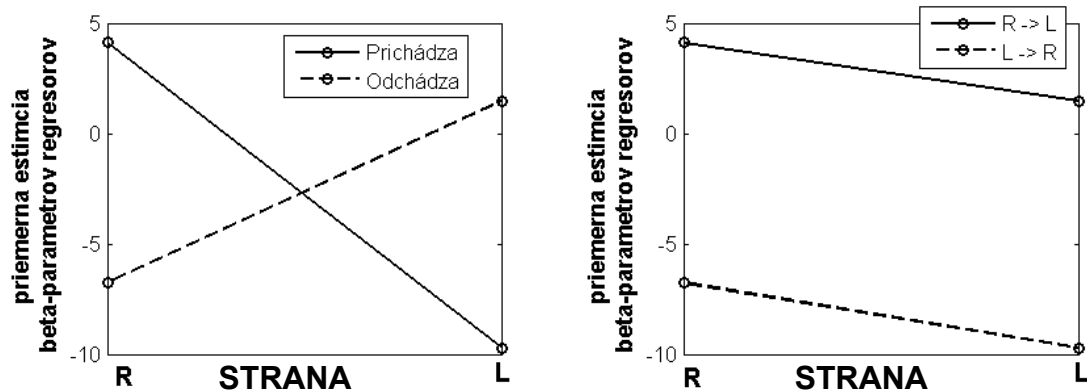 priemerna estimcia
beta-parametrov regresorov
5
0
-5
-10
Prichádza
Odchádza
R
STRANA
L
priemerna estimcia
beta-parametrov regresorov
5
0
-5
-10
R -> L
L -> R
R
STRANA
L